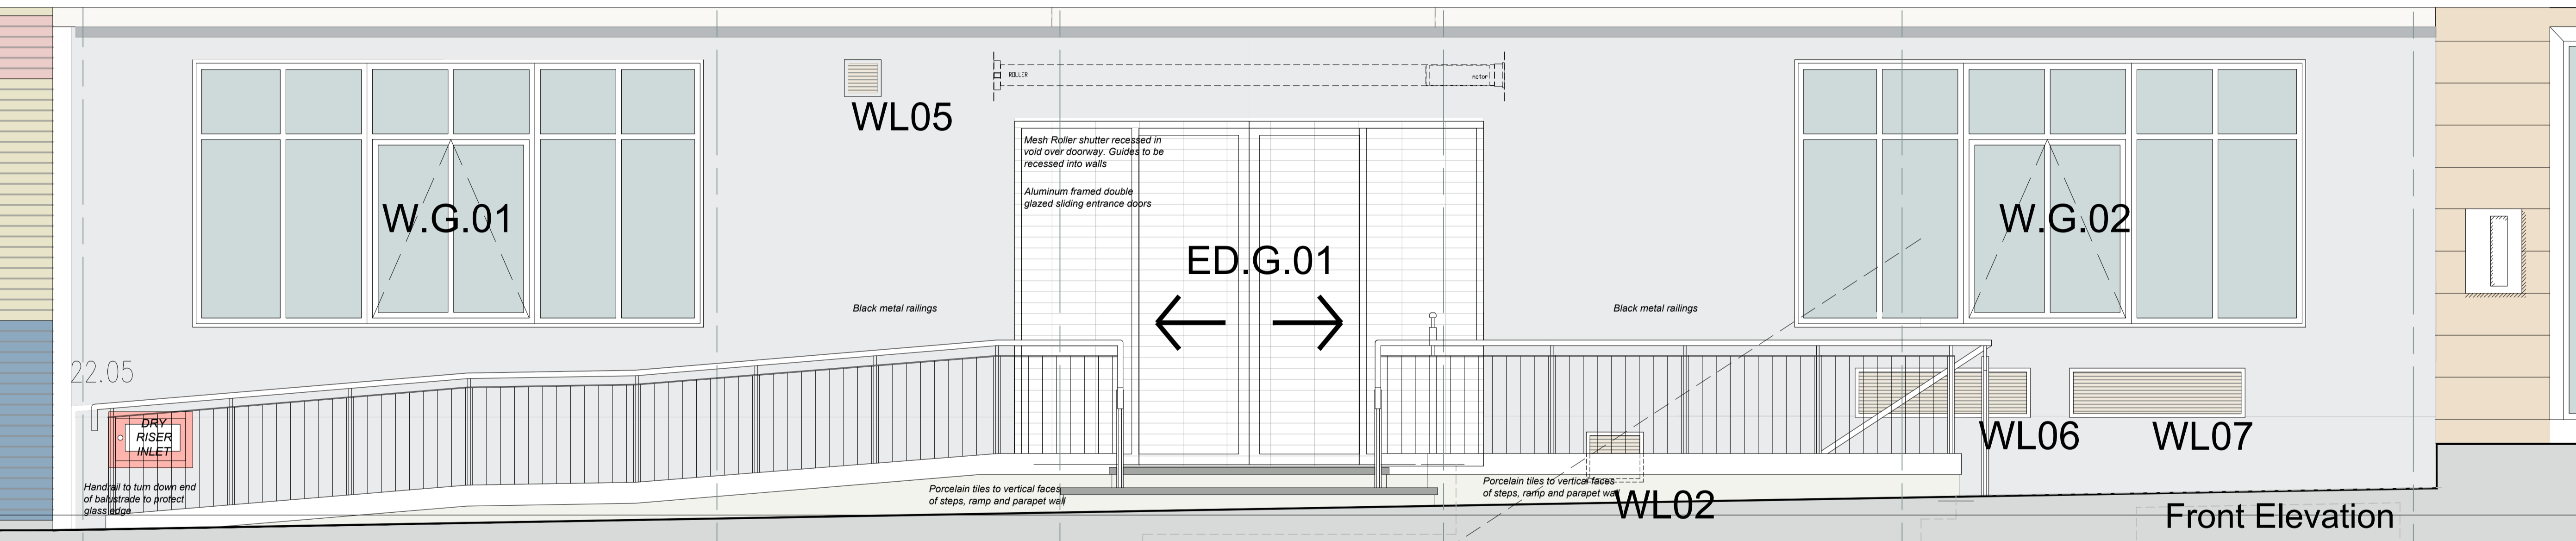 ROLLER
motor
WL05
Mesh Roller shutter recessed in
void over doorway. Guides to be
recessed into walls
Aluminum framed double
glazed sliding entrance doors
W.G.01
W.G.02
ED.G.01
Black metal railings
Black metal railings
22.05
DRY
RISER
INLET
WL06
WL07
Handrail to turn down end
of balustrade to protect
glass edge
Porcelain tiles to vertical faces
of steps, ramp and parapet wall
Porcelain tiles to vertical faces
of steps, ramp and parapet wall
WL02
Front Elevation